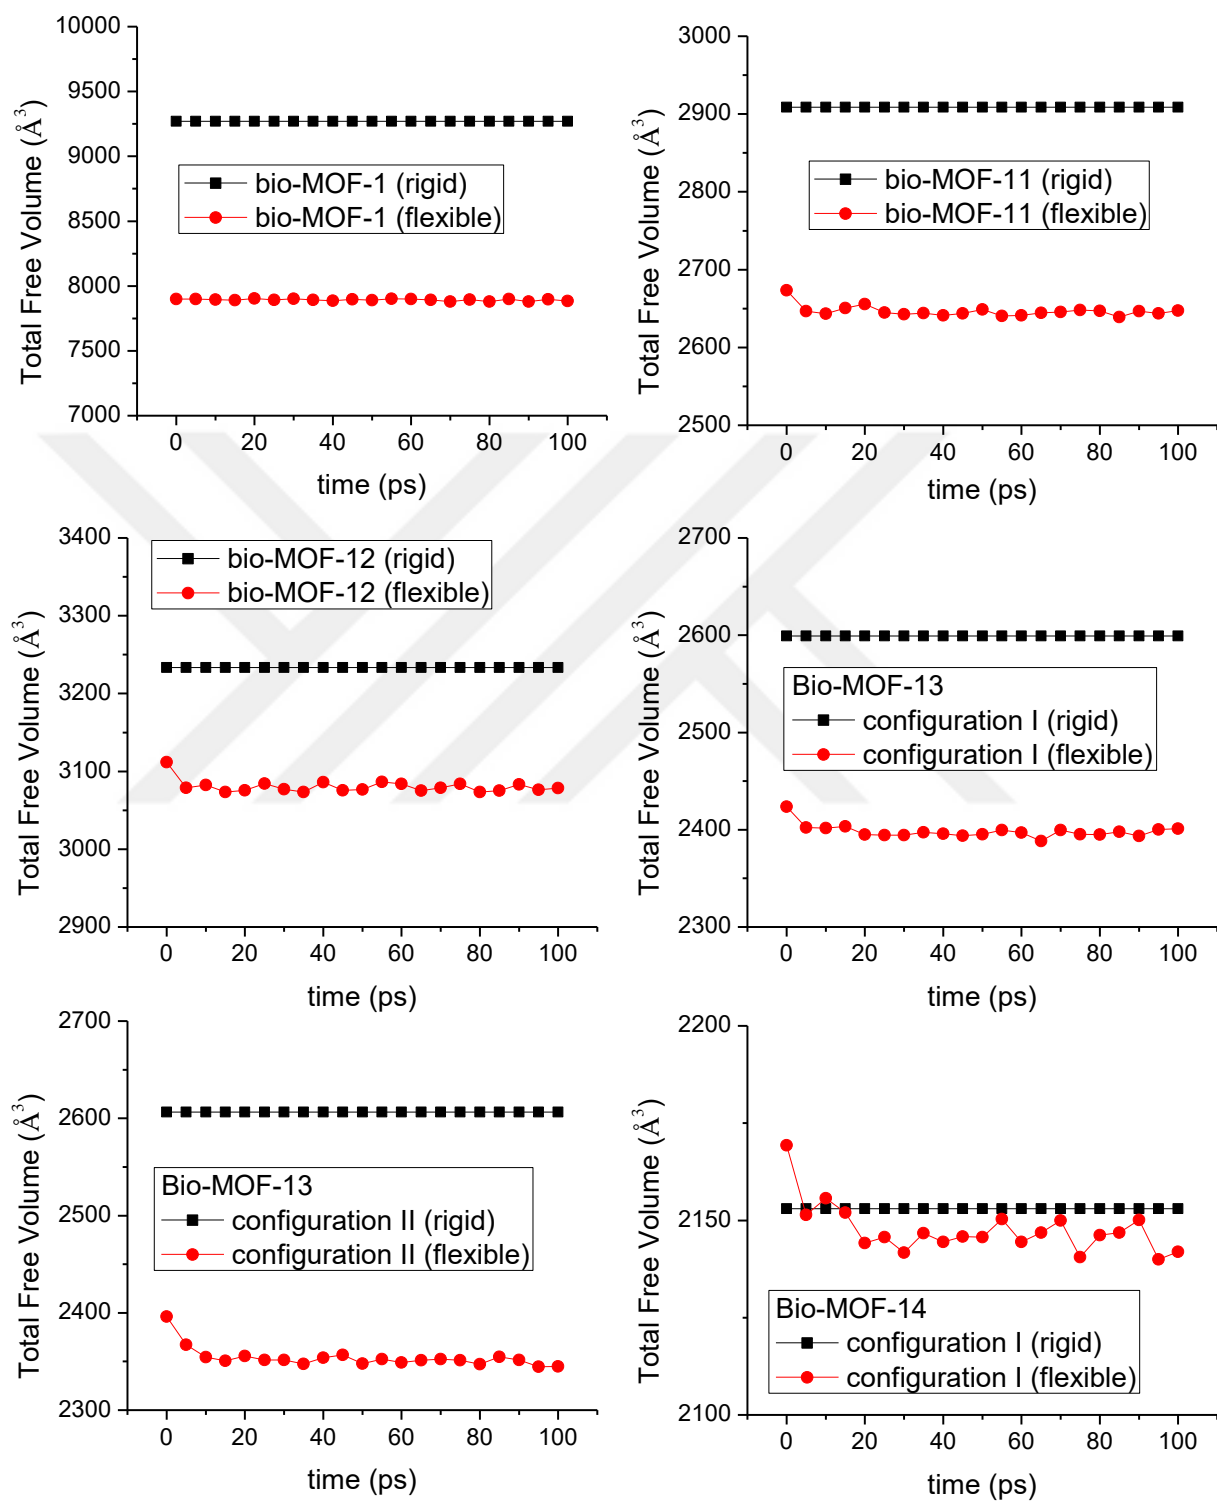 10000
9500
9000
8500
8000
7500
7000
Total Free Volume (Å³)
bio-MOF-1 (rigid)
bio-MOF-1 (flexible)
0 20 40 60 80 100
time (ps)
3000
2900
2800
2700
2600
2500
Total Free Volume (Å³)
bio-MOF-11 (rigid)
bio-MOF-11 (flexible)
0 20 40 60 80 100
time (ps)
3400
3300
3200
3100
3000
2900
Total Free Volume (Å³)
bio-MOF-12 (rigid)
bio-MOF-12 (flexible)
0 20 40 60 80 100
time (ps)
2700
2600
2500
2400
2300
Total Free Volume (Å³)
Bio-MOF-13
configuration I (rigid)
configuration I (flexible)
0 20 40 60 80 100
time (ps)
2700
2600
2500
2400
2300
Total Free Volume (Å³)
Bio-MOF-13
configuration II (rigid)
configuration II (flexible)
0 20 40 60 80 100
time (ps)
2200
2150
2100
Total Free Volume (Å³)
Bio-MOF-14
configuration I (rigid)
configuration I (flexible)
0 20 40 60 80 100
time (ps)